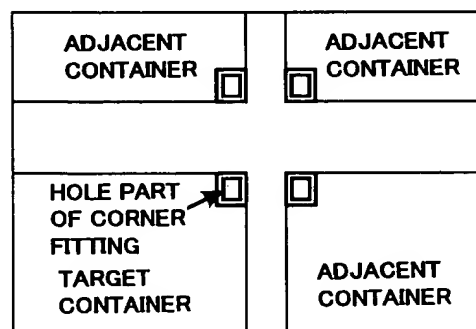 ADJACENT
CONTAINER
ADJACENT
CONTAINER
HOLE PART
OF CORNER
FITTING
TARGET
CONTAINER
ADJACENT
CONTAINER